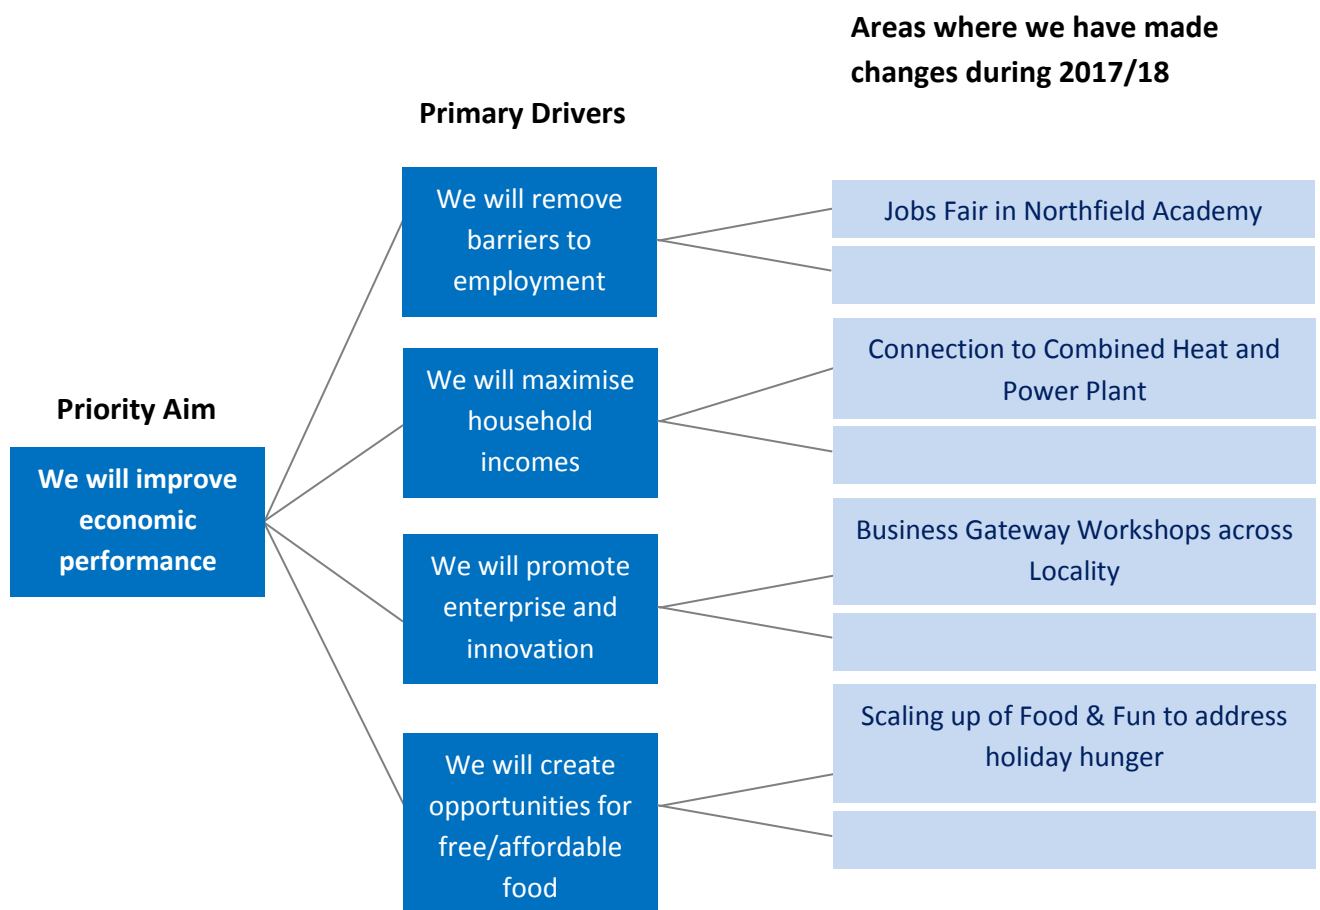 Areas where we have made
changes during 2017/18
Primary Drivers
Priority Aim
We will improve
economic
performance
We will remove
barriers to
employment
Jobs Fair in Northfield Academy
We will maximise
household
incomes
Connection to Combined Heat and
Power Plant
We will promote
enterprise and
innovation
Business Gateway Workshops across
Locality
We will create
opportunities for
free/affordable
food
Scaling up of Food & Fun to address
holiday hunger